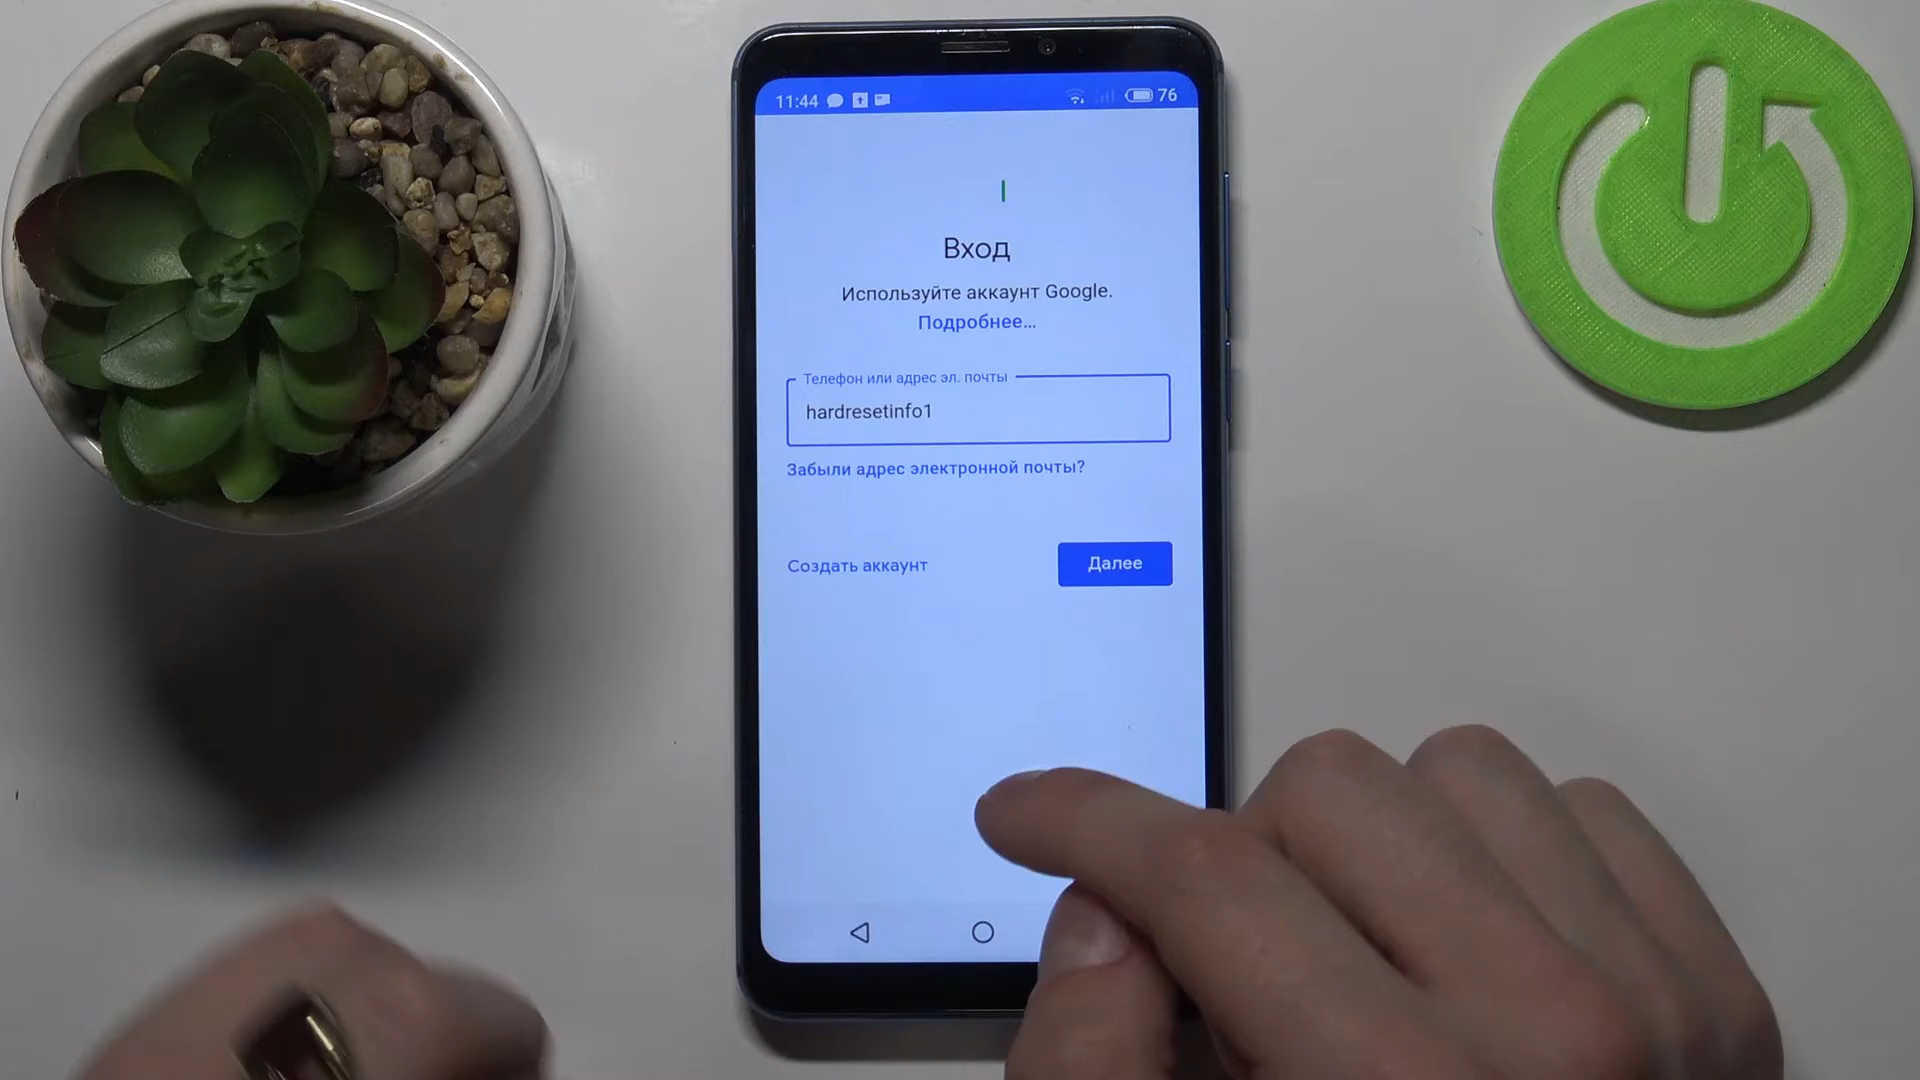 11:44
76
Вход
Используйте аккаунт Google.
Подробнее...
Телефон или адрес эл. почты
hardresetinfo1
Забыли адрес электронной почты?
Создать аккаунт
Далее